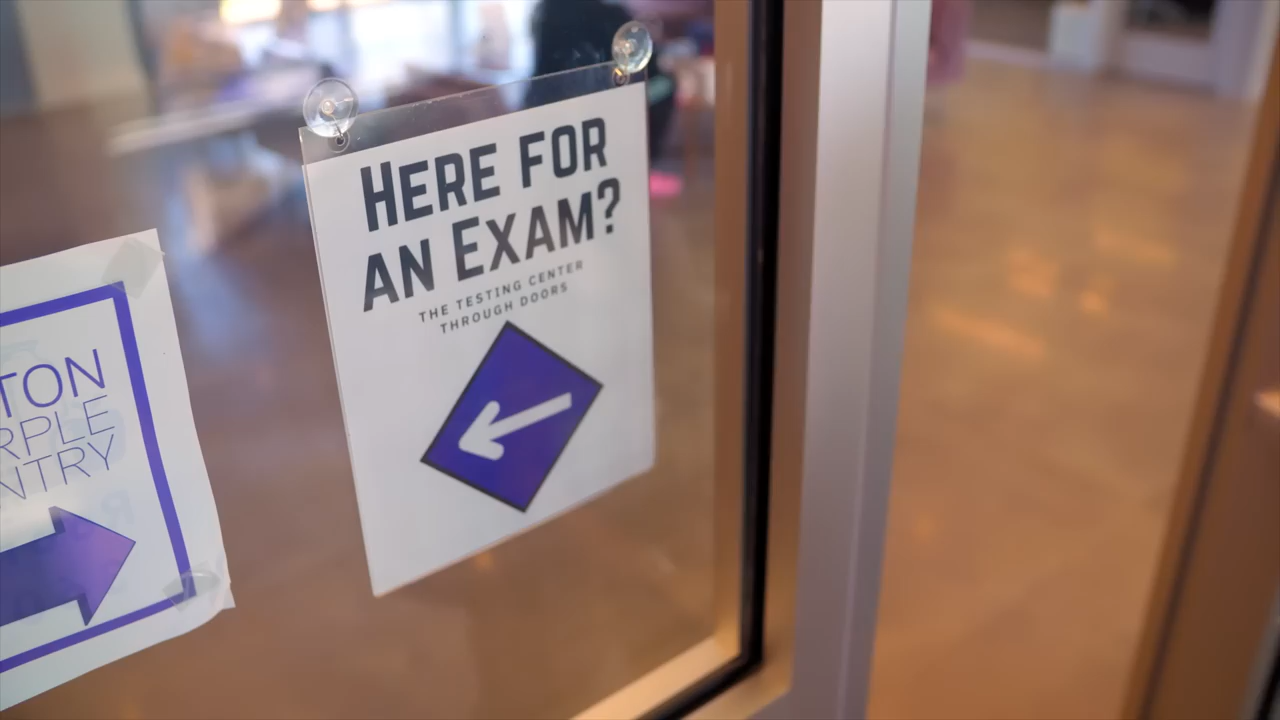 HERE FOR
AN EXAM?
THE TESTING CENTER
THROUGH DOORS
TON
RPLE
NTRY